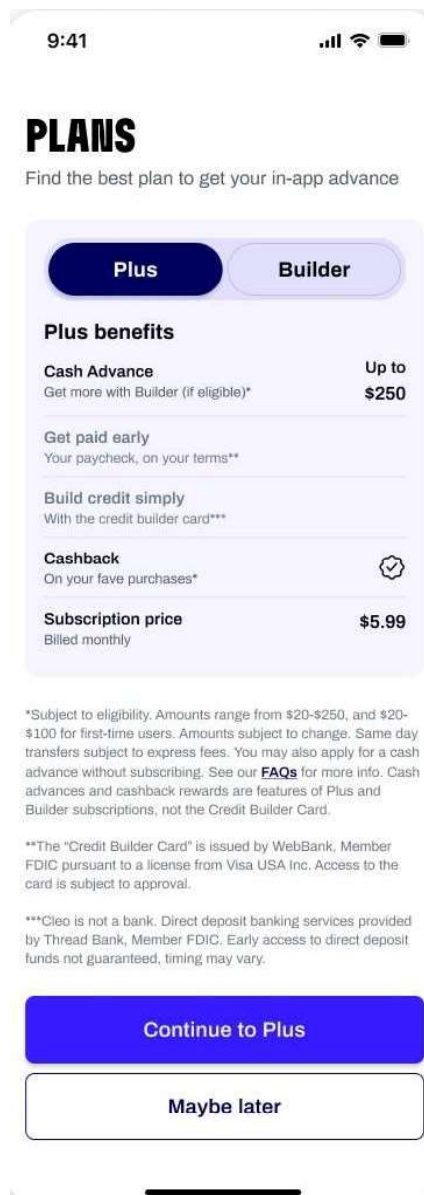 9:41
PLANS
Find the best plan to get your in-app advance
Plus
Builder
Plus benefits
Cash Advance
Get more with Builder (if eligible)*
Up to
$250
Get paid early
Your paycheck, on your terms**
Build credit simply
With the credit builder card***
Cashback
On your fave purchases*
Subscription price
Billed monthly
$5.99
*Subject to eligibility. Amounts range from $20-$250, and $20-
$100 for first-time users. Amounts subject to change. Same day
transfers subject to express fees. You may also apply for a cash
advance without subscribing. See our FAQs for more info. Cash
advances and cashback rewards are features of Plus and
Builder subscriptions, not the Credit Builder Card.
**The “Credit Builder Card” is issued by WebBank, Member
FDIC pursuant to a license from Visa USA Inc. Access to the
card is subject to approval.
***Cleo is not a bank. Direct deposit banking services provided
by Thread Bank, Member FDIC. Early access to direct deposit
funds not guaranteed, timing may vary.
Continue to Plus
Maybe later